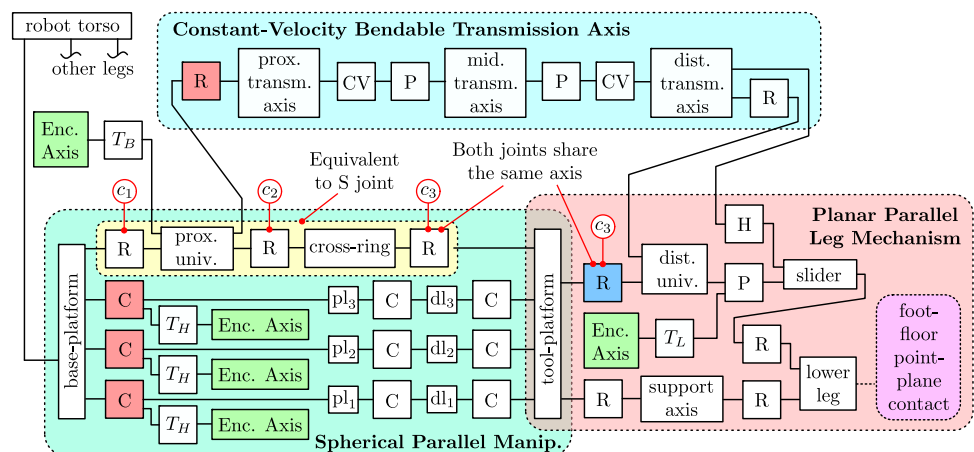 robot torso
other legs
Constant-Velocity Bendable Transmission Axis
R
prox.
transm.
axis
CV
P
mid.
transm.
axis
P
CV
dist.
transm.
axis
R
Enc.
Axis
T_B
Equivalent
to S joint
Both joints share
the same axis
c_1
c_2
c_3
c_3
base-platform
R
prox.
univ.
R
cross-ring
R
C
T_H
Enc. Axis
pl_3
C
dl_3
C
C
T_H
Enc. Axis
pl_2
C
dl_2
C
C
T_H
Enc. Axis
pl_1
C
dl_1
C
Spherical Parallel Manip.
tool-platform
Planar Parallel
Leg Mechanism
R
dist.
univ.
H
P
slider
Enc.
Axis
T_L
R
R
support
axis
R
lower
leg
foot-
floor
point-
plane
contact